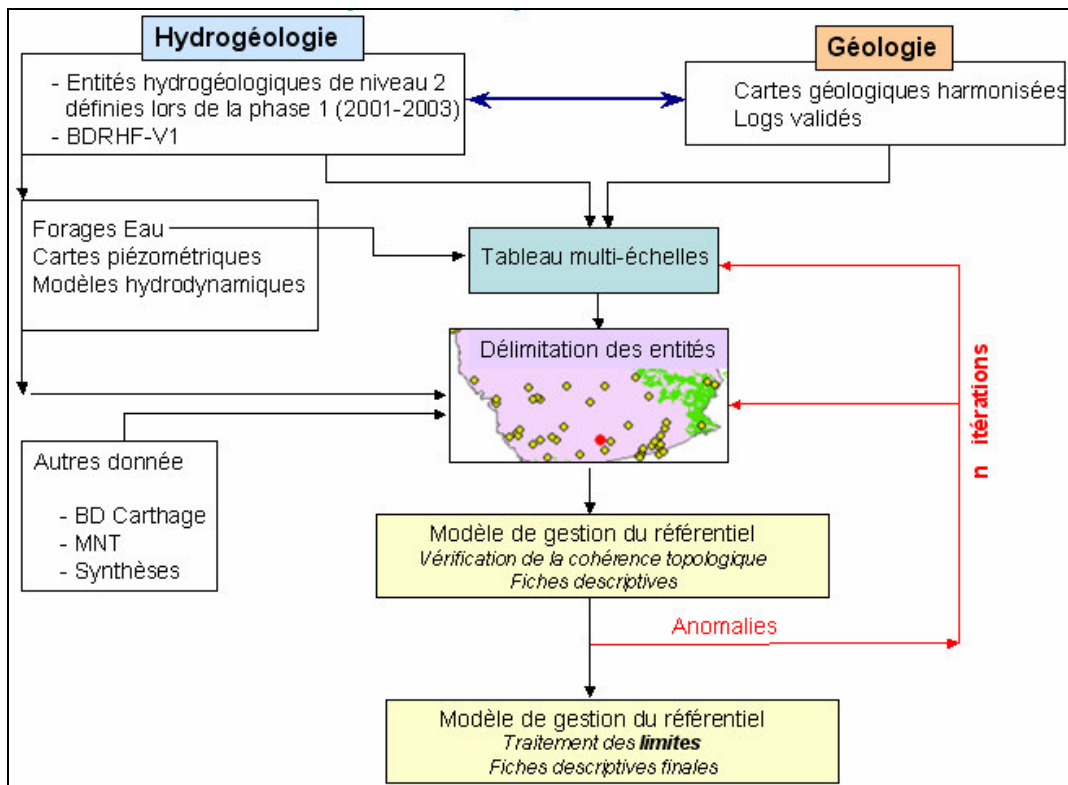 Hydrogéologie
- Entités hydrogéologiques de niveau 2
définies lors de la phase 1 (2001-2003)
- BDRHF-V1
Géologie
Cartes géologiques harmonisées
Logs validés
Forages Eau
Cartes piézométriques
Modèles hydrodynamiques
Tableau multi-échelles
Délimitation des entités
Autres donnée
- BD Carthage
- MNT
- Synthèses
n itérations
Modèle de gestion du référentiel
Vérification de la cohérence topologique
Fiches descriptives
Anomalies
Modèle de gestion du référentiel
Traitement des limites
Fiches descriptives finales